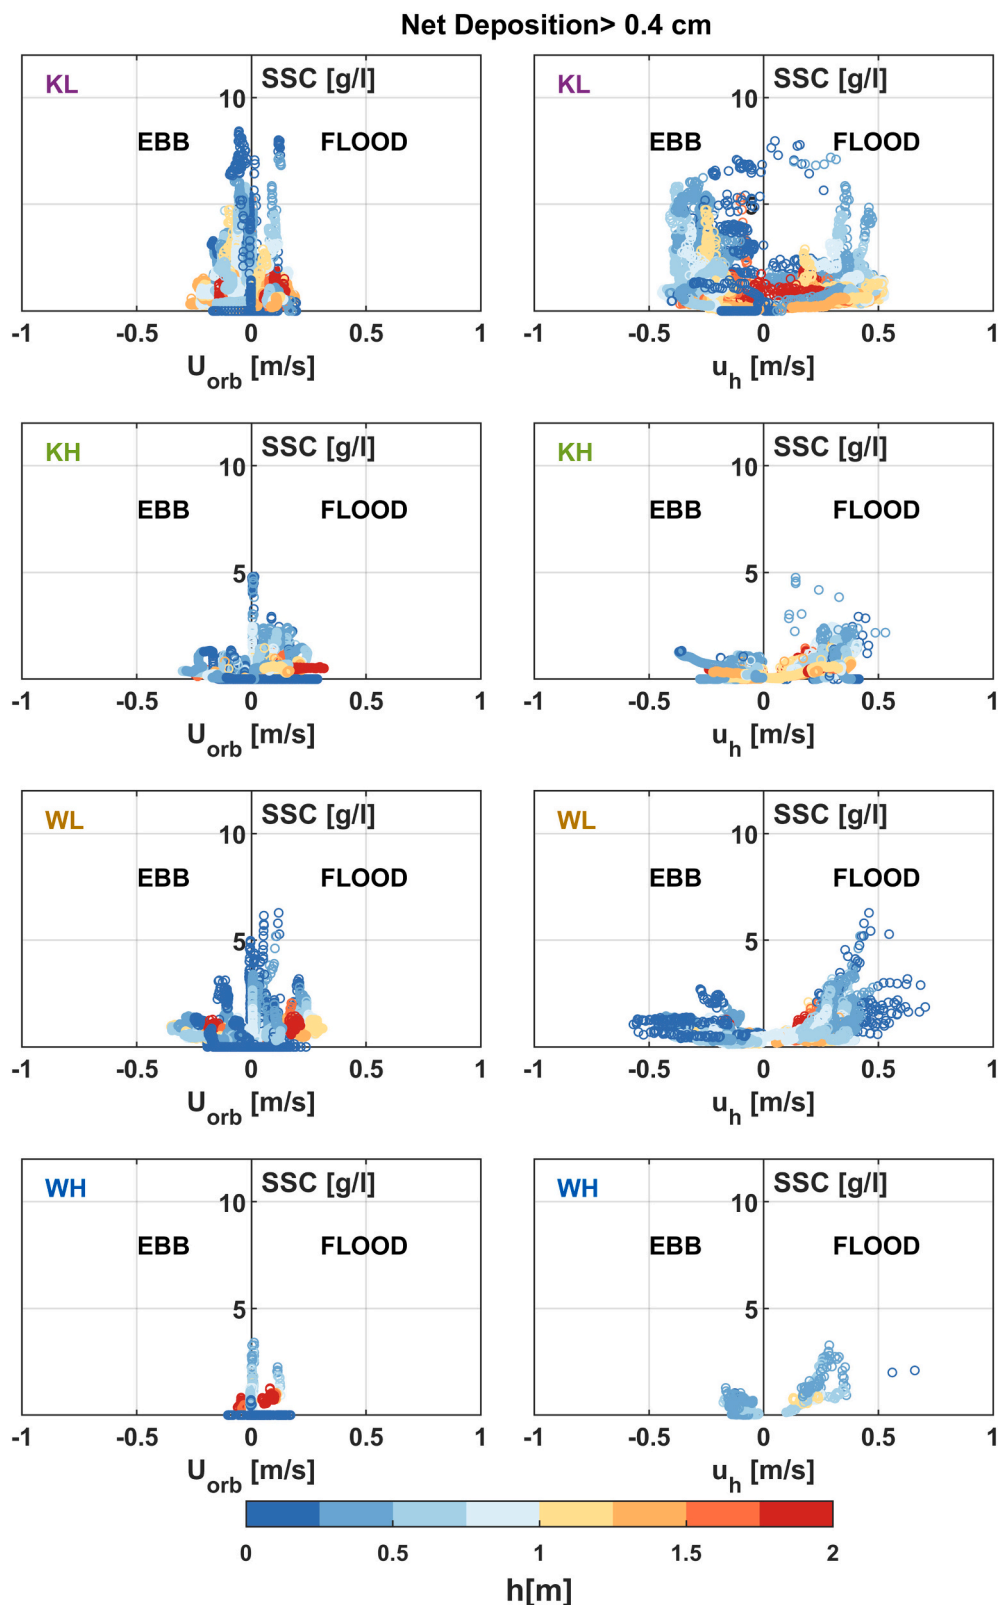 Net Deposition> 0.4 cm
KL SSC [g/l] KL SSC [g/l]
10 10
EBB FLOOD EBB FLOOD
-1 -0.5 0 0.5 1 -1 -0.5 0 0.5 1
U_orb [m/s] u_h [m/s]
KH SSC [g/l] KH SSC [g/l]
10 10
EBB FLOOD EBB FLOOD
5 5
-1 -0.5 0 0.5 1 -1 -0.5 0 0.5 1
U_orb [m/s] u_h [m/s]
WL SSC [g/l] WL SSC [g/l]
10 10
EBB FLOOD EBB FLOOD
5 5
-1 -0.5 0 0.5 1 -1 -0.5 0 0.5 1
U_orb [m/s] u_h [m/s]
WH SSC [g/l] WH SSC [g/l]
10 10
EBB FLOOD EBB FLOOD
5 5
-1 -0.5 0 0.5 1 -1 -0.5 0 0.5 1
U_orb [m/s] u_h [m/s]
0 0.5 1 1.5 2
h[m]